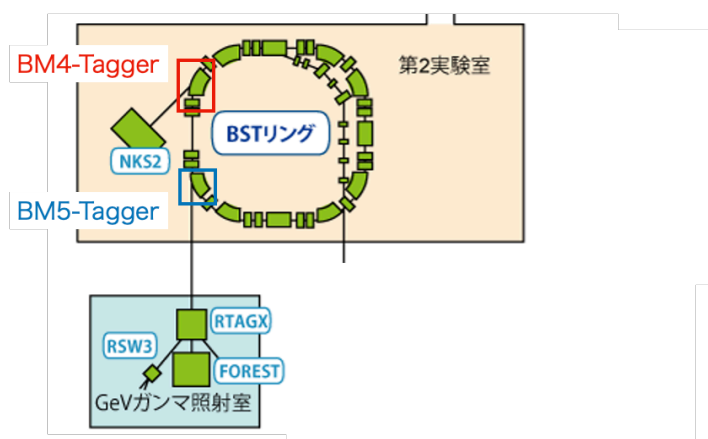 BM4-Tagger
第2実験室
BSTリング
NKS2
BM5-Tagger
RTAGX
RSW3
FOREST
GeVガンマ照射室